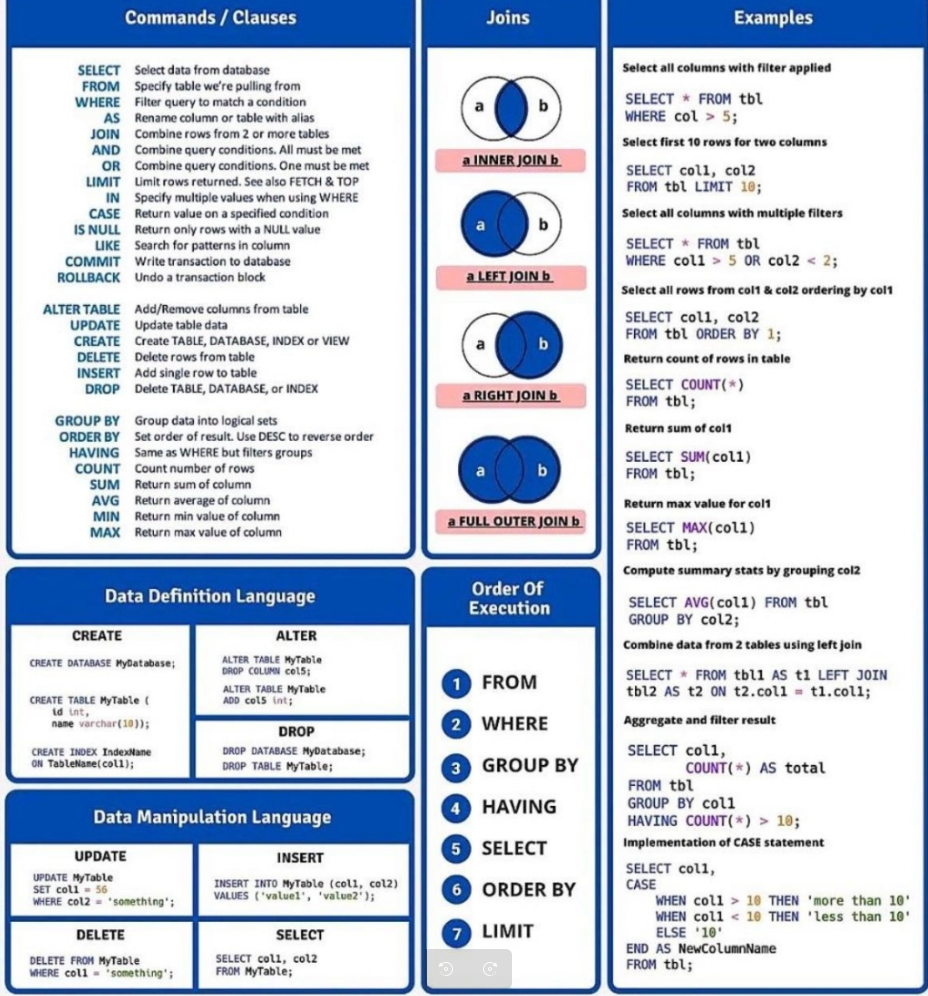 Commands / Clauses
SELECT Select data from database
FROM Specify table we're pulling from
WHERE Filter query to match a condition
AS Rename column or table with alias
JOIN Combine rows from 2 or more tables
AND Combine query conditions. All must be met
OR Combine query conditions. One must be met
LIMIT Limit rows returned. See also FETCH & TOP
IN Specify multiple values when using WHERE
CASE Return value on a specified condition
IS NULL Return only rows with a NULL value
LIKE Search for patterns in column
COMMIT Write transaction to database
ROLLBACK Undo a transaction block
ALTER TABLE Add/Remove columns from table
UPDATE Update table data
CREATE Create TABLE, DATABASE, INDEX or VIEW
DELETE Delete rows from table
INSERT Add single row to table
DROP Delete TABLE, DATABASE, or INDEX
GROUP BY Group data into logical sets
ORDER BY Set order of result. Use DESC to reverse order
HAVING Same as WHERE but filters groups
COUNT Count number of rows
SUM Return sum of column
AVG Return average of column
MIN Return min value of column
MAX Return max value of column
Joins
a b
a INNER JOIN b
a b
a LEFT JOIN b
a b
a RIGHT JOIN b
a b
a FULL OUTER JOIN b
Examples
Select all columns with filter applied
SELECT * FROM tbl
WHERE col > 5;
Select first 10 rows for two columns
SELECT col1, col2
FROM tbl LIMIT 10;
Select all columns with multiple filters
SELECT * FROM tbl
WHERE col1 > 5 OR col2 < 2;
Select all rows from col1 & col2 ordering by col1
SELECT col1, col2
FROM tbl ORDER BY 1;
Return count of rows in table
SELECT COUNT(*)
FROM tbl;
Return sum of col1
SELECT SUM(col1)
FROM tbl;
Return max value for col1
SELECT MAX(col1)
FROM tbl;
Compute summary stats by grouping col2
SELECT AVG(col1) FROM tbl
GROUP BY col2;
Combine data from 2 tables using left join
SELECT * FROM tbl1 AS t1 LEFT JOIN
tbl2 AS t2 ON t2.col1 = t1.col1;
Aggregate and filter result
SELECT col1,
COUNT(*) AS total
FROM tbl
GROUP BY col1
HAVING COUNT(*) > 10;
Implementation of CASE statement
SELECT col1,
CASE
WHEN col1 > 10 THEN 'more than 10'
WHEN col1 < 10 THEN 'less than 10'
ELSE '10'
END AS NewColumnName
FROM tbl;
Data Definition Language
CREATE
CREATE DATABASE MyDatabase;
CREATE TABLE MyTable (
id int,
name varchar(10));
CREATE INDEX IndexName
ON TableName(col1);
ALTER
ALTER TABLE MyTable
DROP COLUMN col5;
ALTER TABLE MyTable
ADD col5 int;
DROP
DROP DATABASE MyDatabase;
DROP TABLE MyTable;
Data Manipulation Language
UPDATE
UPDATE MyTable
SET col1 = 56
WHERE col2 = 'something';
INSERT
INSERT INTO MyTable (col1, col2)
VALUES ('value1', 'value2');
DELETE
DELETE FROM MyTable
WHERE col1 = 'something';
SELECT
SELECT col1, col2
FROM MyTable;
Order Of
Execution
1 FROM
2 WHERE
3 GROUP BY
4 HAVING
5 SELECT
6 ORDER BY
7 LIMIT